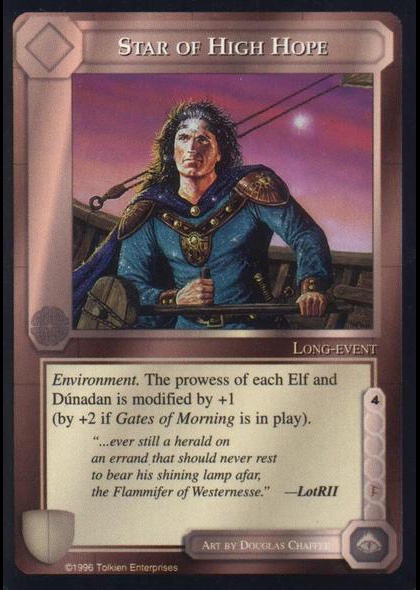 STAR OF HIGH HOPE
LONG-EVENT
Environment. The prowess of each Elf and
Dúnadan is modified by +1
(by +2 if Gates of Morning is in play).
4
“...ever still a herald on
an errand that should never rest
to bear his shining lamp afar,
the Flammifer of Westernesse.” —LotRII
F
ART BY DOUGLAS CHAFFEE
©1996 Tolkien Enterprises